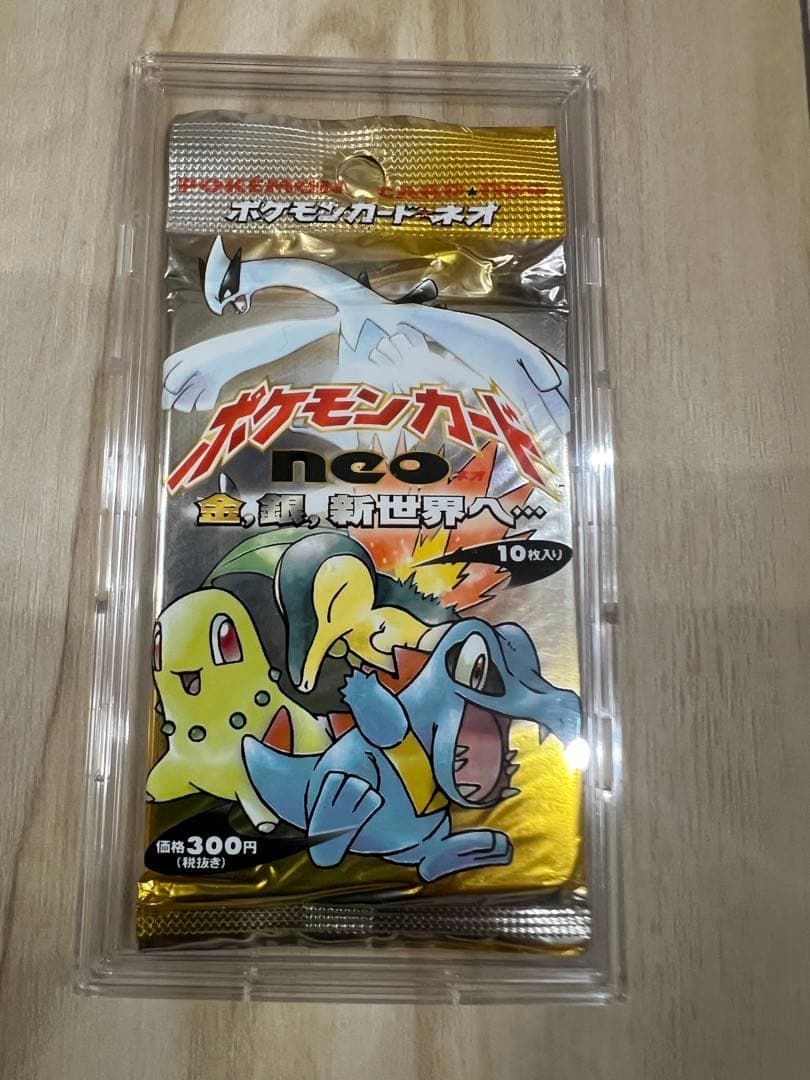 POKEMON CARD★
ポケモンカード★ネオ
ポケモンカード
neo ネオ
金,銀,新世界へ…
10枚入り
価格300円
(税抜き)